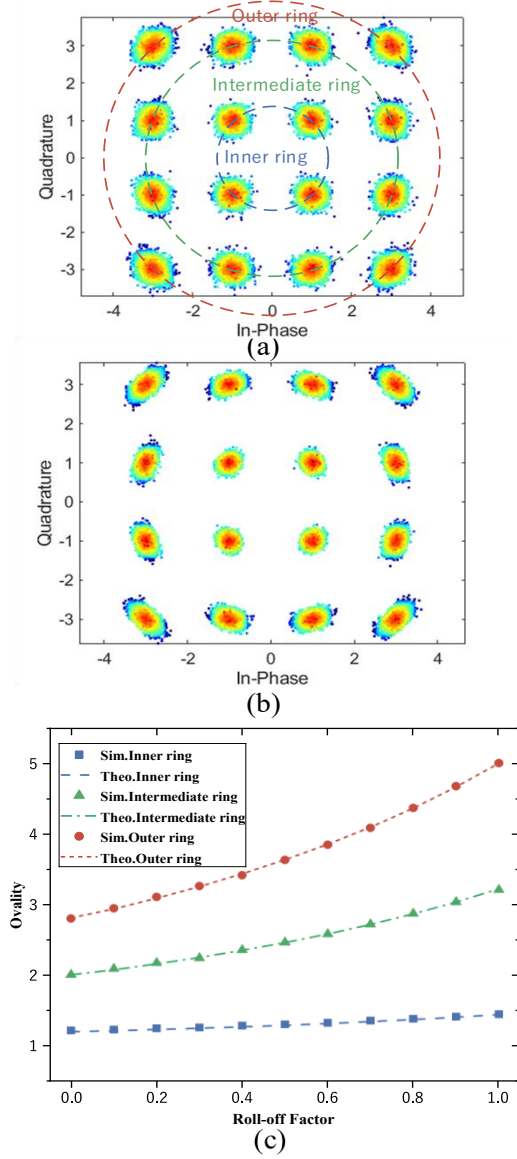 Outer ring
Intermediate ring
Inner ring
Quadrature
3
2
1
0
-1
-2
-3
-4
-2
0
2
4
In-Phase
(a)
Quadrature
3
2
1
0
-1
-2
-3
-4
-2
0
2
4
In-Phase
(b)
Sim.Inner ring
Theo.Inner ring
Sim.Intermediate ring
Theo.Intermediate ring
Sim.Outer ring
Theo.Outer ring
Ovality
5
4
3
2
1
0.0
0.2
0.4
0.6
0.8
1.0
Roll-off Factor
(c)